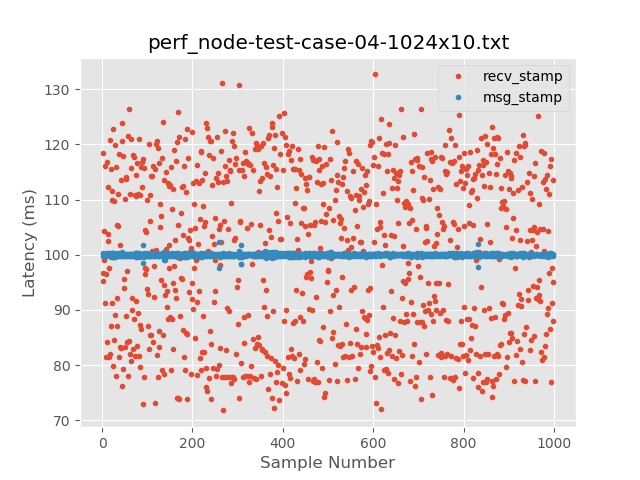 perf_node-test-case-04-1024x10.txt
recv_stamp
msg_stamp
130
120
110
100
90
80
70
Latency (ms)
0 200 400 600 800 1000
Sample Number